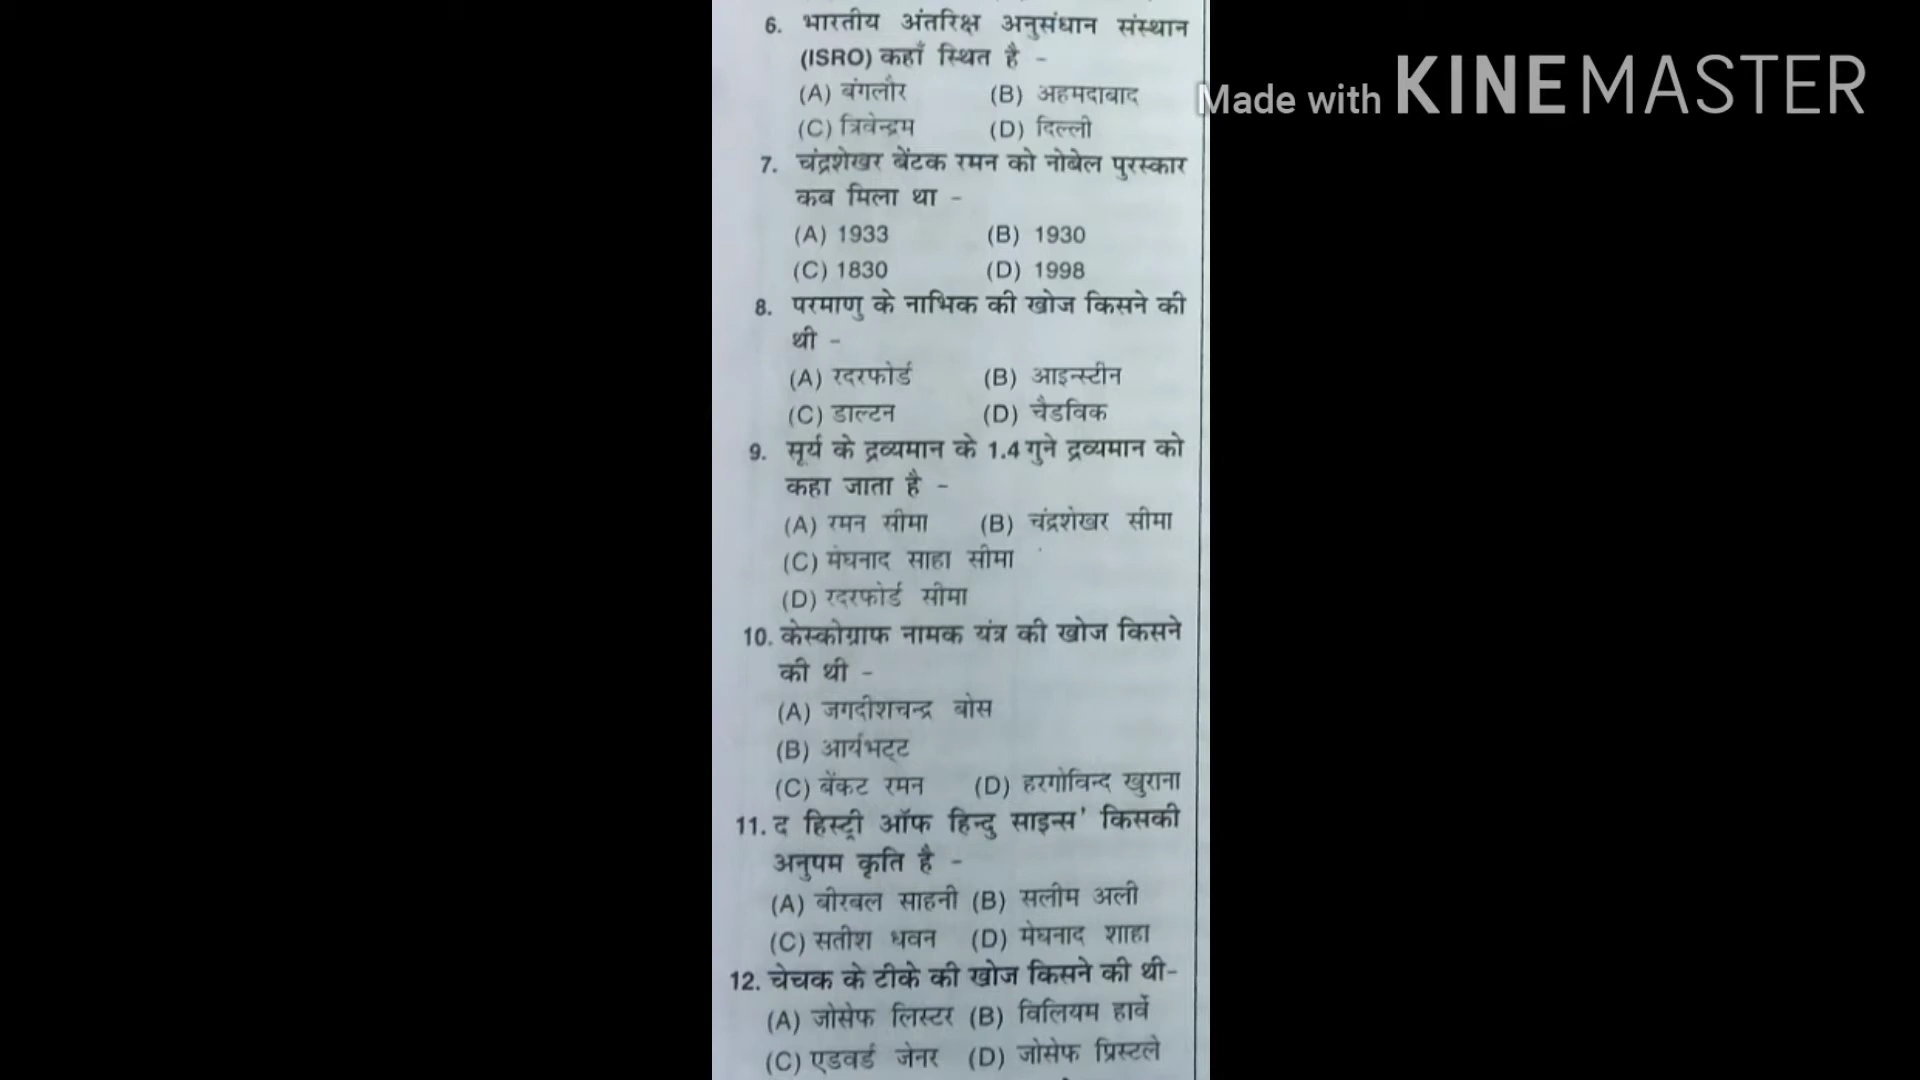 6. भारतीय अंतरिक्ष अनुसंधान संस्थान
(ISRO) कहाँ स्थित है -
(A) बंगलौर (B) अहमदाबाद
(C) त्रिवेन्द्रम (D) दिल्ली
7. चंद्रशेखर बेंटक रमन को नोबेल पुरस्कार
कब मिला था -
(A) 1933 (B) 1930
(C) 1830 (D) 1998
8. परमाणु के नाभिक की खोज किसने की
थी -
(A) रदरफोर्ड (B) आइन्स्टीन
(C) डाल्टन (D) चैडविक
9. सूर्य के द्रव्यमान के 1.4 गुने द्रव्यमान को
कहा जाता है -
(A) रमन सीमा (B) चंद्रशेखर सीमा
(C) मेघनाद साहा सीमा
(D) रदरफोर्ड सीमा
10. केस्कोग्राफ नामक यंत्र की खोज किसने
की थी -
(A) जगदीशचन्द्र बोस
(B) आर्यभट्ट
(C) बेंकट रमन (D) हरगोविन्द खुराना
11. द हिस्ट्री ऑफ हिन्दु साइन्स' किसकी
अनुपम कृति है -
(A) बीरबल साहनी (B) सलीम अली
(C) सतीश धवन (D) मेघनाद शाहा
12. चेचक के टीके की खोज किसने की थी-
(A) जोसेफ लिस्टर (B) विलियम हार्वे
(C) एडवर्ड जेनर (D) जोसेफ प्रिस्टले
Made with KINEMASTER